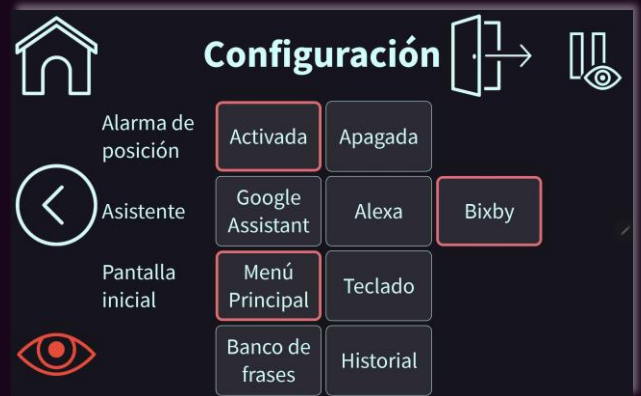 Configuración
Alarma de
posición
Activada
Apagada
Asistente
Google
Assistant
Alexa
Bixby
Pantalla
inicial
Menú
Principal
Teclado
Banco de
frases
Historial